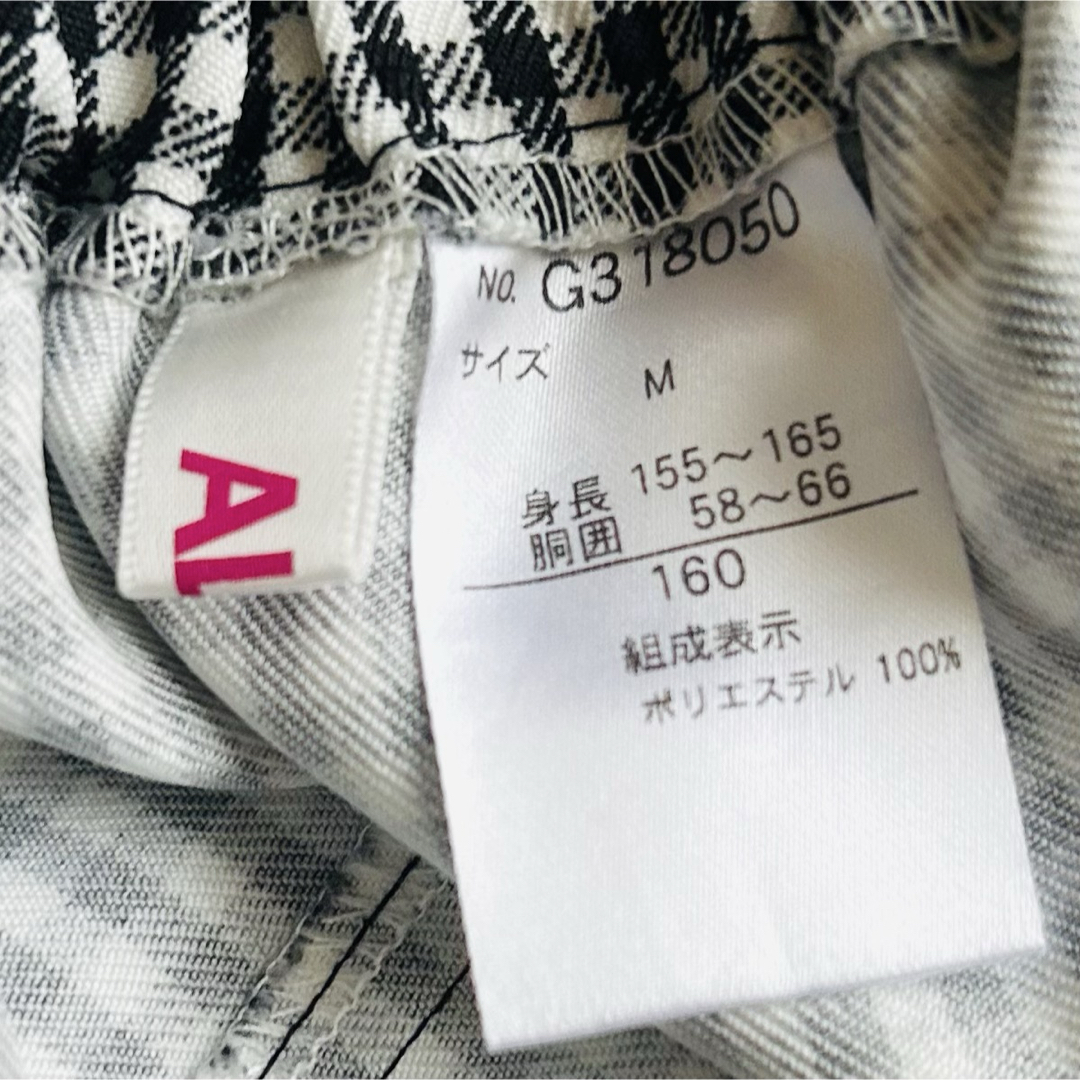 No. G318050
サイズ M
身長 155〜165
胴囲 58〜66
160
組成表示
ポリエステル 100%